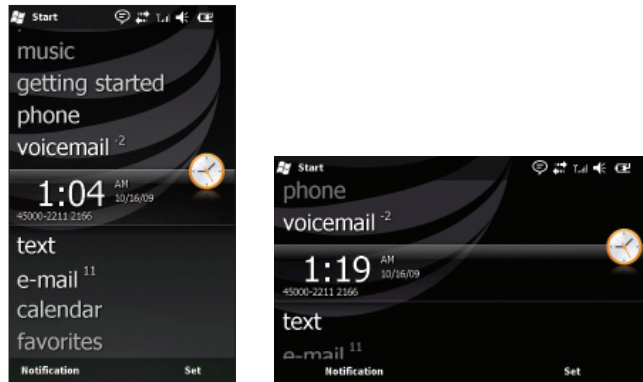 Start
music
getting started
phone
voicemail -2
1:04 AM
10/16/09
45000-2211 2166
text
e-mail 11
calendar
favorites
Notification Set
Start
phone
voicemail -2
1:19 AM
10/16/09
45000-2211 2166
text
e-mail 11
Notification Set